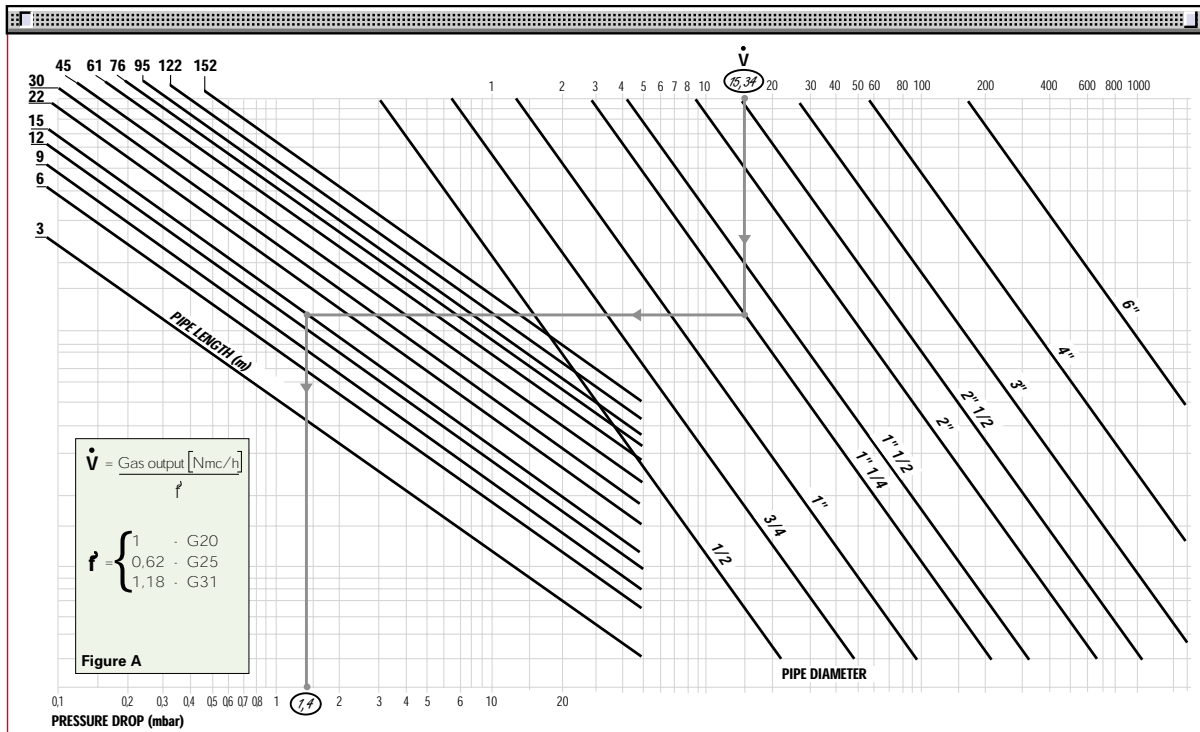 45 61 76 95 122 152
V̇
30
22
15
12
9
6
3
1 2 3 4 5 6 7 8 10 15,34 20 30 40 50 60 80 100 200 400 600 800 1000
PIPE LENGTH (m)
6"
4"
3"
2" 1/2
2"
1" 1/2
1" 1/4
1"
3/4
1/2
V̇ = Gas output [Nmc/h]
f
f = { 1 - G20
0,62 - G25
1,18 - G31
Figure A
PIPE DIAMETER
0,1 0,2 0,3 0,4 0,5 0,6 0,7 0,8 1 1,4 2 3 4 5 6 10 20
PRESSURE DROP (mbar)